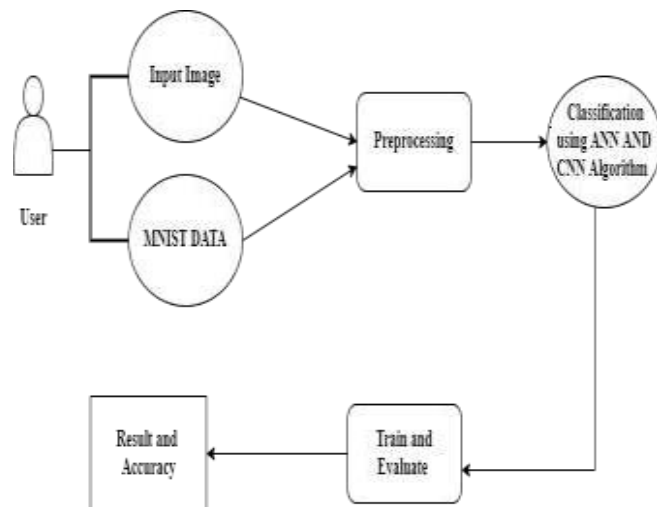 Input Image
User
MNIST DATA
Preprocessing
Classification
using ANN AND
CNN Algorithm
Result and
Accuracy
Train and
Evaluate